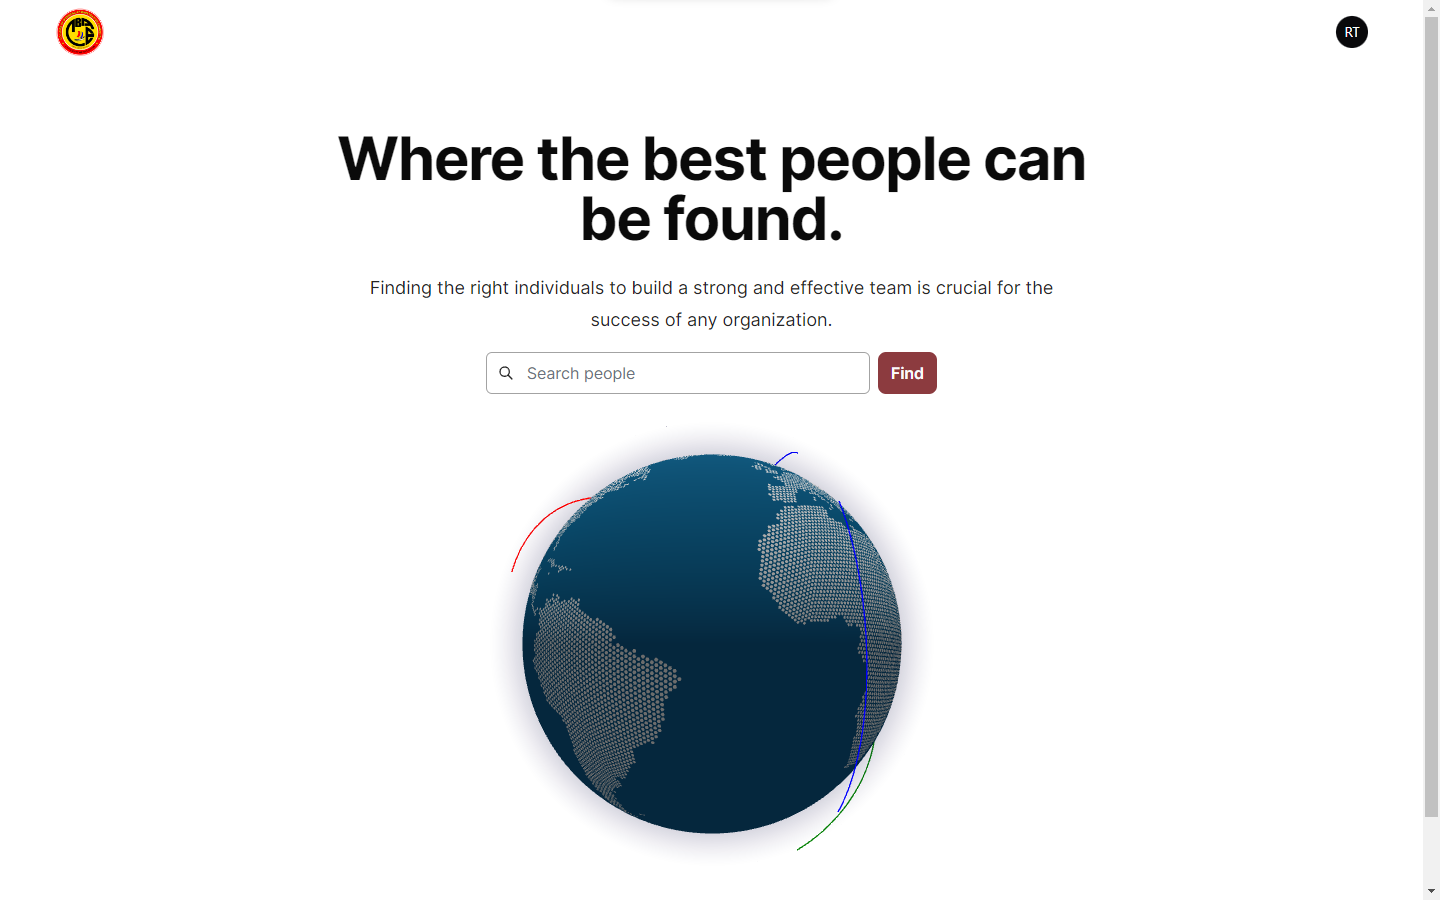 RT
Where the best people can
be found.
Finding the right individuals to build a strong and effective team is crucial for the
success of any organization.
Search people
Find